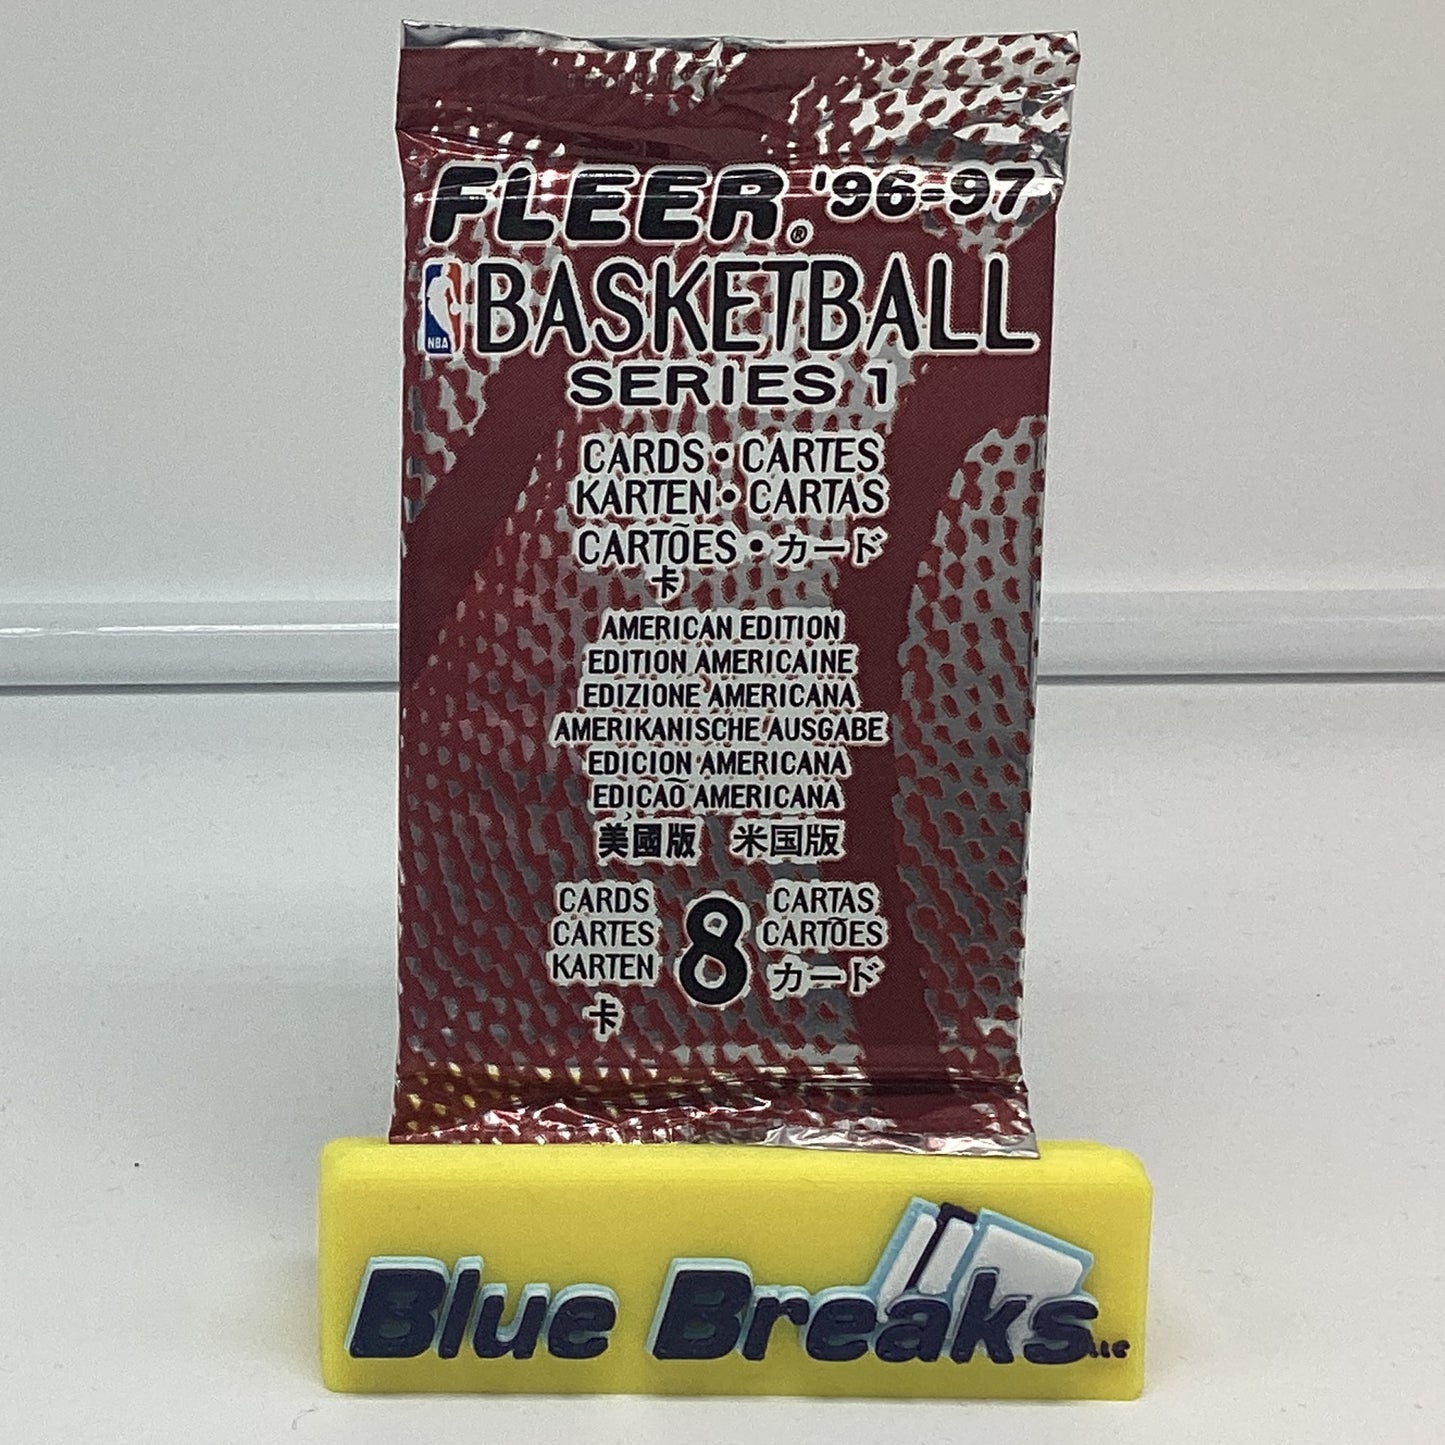 FLEER® '96-97
NBA BASKETBALL
SERIES 1
CARDS • CARTES
KARTEN • CARTAS
CARTÕES • カード
卡
AMERICAN EDITION
EDITION AMERICAINE
EDIZIONE AMERICANA
AMERIKANISCHE AUSGABE
EDICION AMERICANA
EDICAÕ AMERICANA
美國版 米国版
CARDS 8 CARTAS
CARTES CARTÕES
KARTEN カード
卡
Blue Breaks LLC